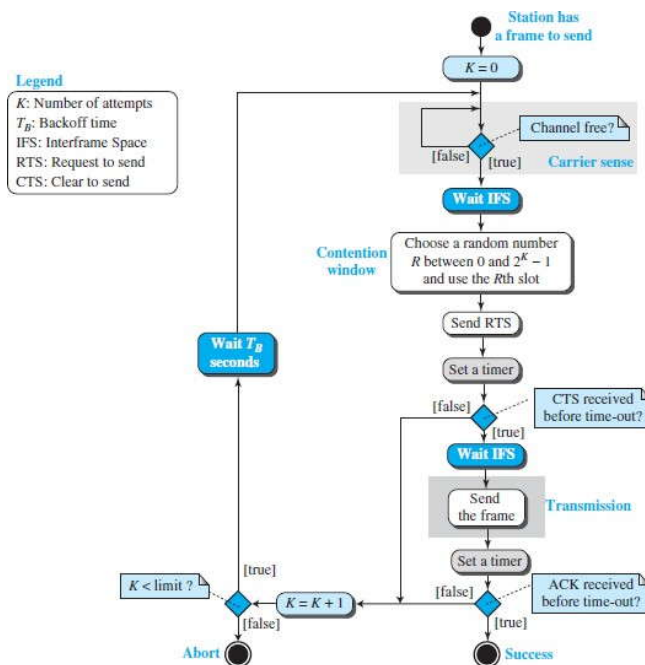 Station has
a frame to send
K = 0
Legend
K: Number of attempts
T_B: Backoff time
IFS: Interframe Space
RTS: Request to send
CTS: Clear to send
Channel free?
[false]
[true]
Carrier sense
Wait IFS
Contention
window
Choose a random number
R between 0 and 2^K − 1
and use the Rth slot
Send RTS
Wait T_B
seconds
Set a timer
[false]
CTS received
before time-out?
[true]
Wait IFS
Send
the frame
Transmission
Set a timer
[true]
K < limit ?
K = K + 1
[false]
ACK received
before time-out?
[false]
[true]
Abort
Success